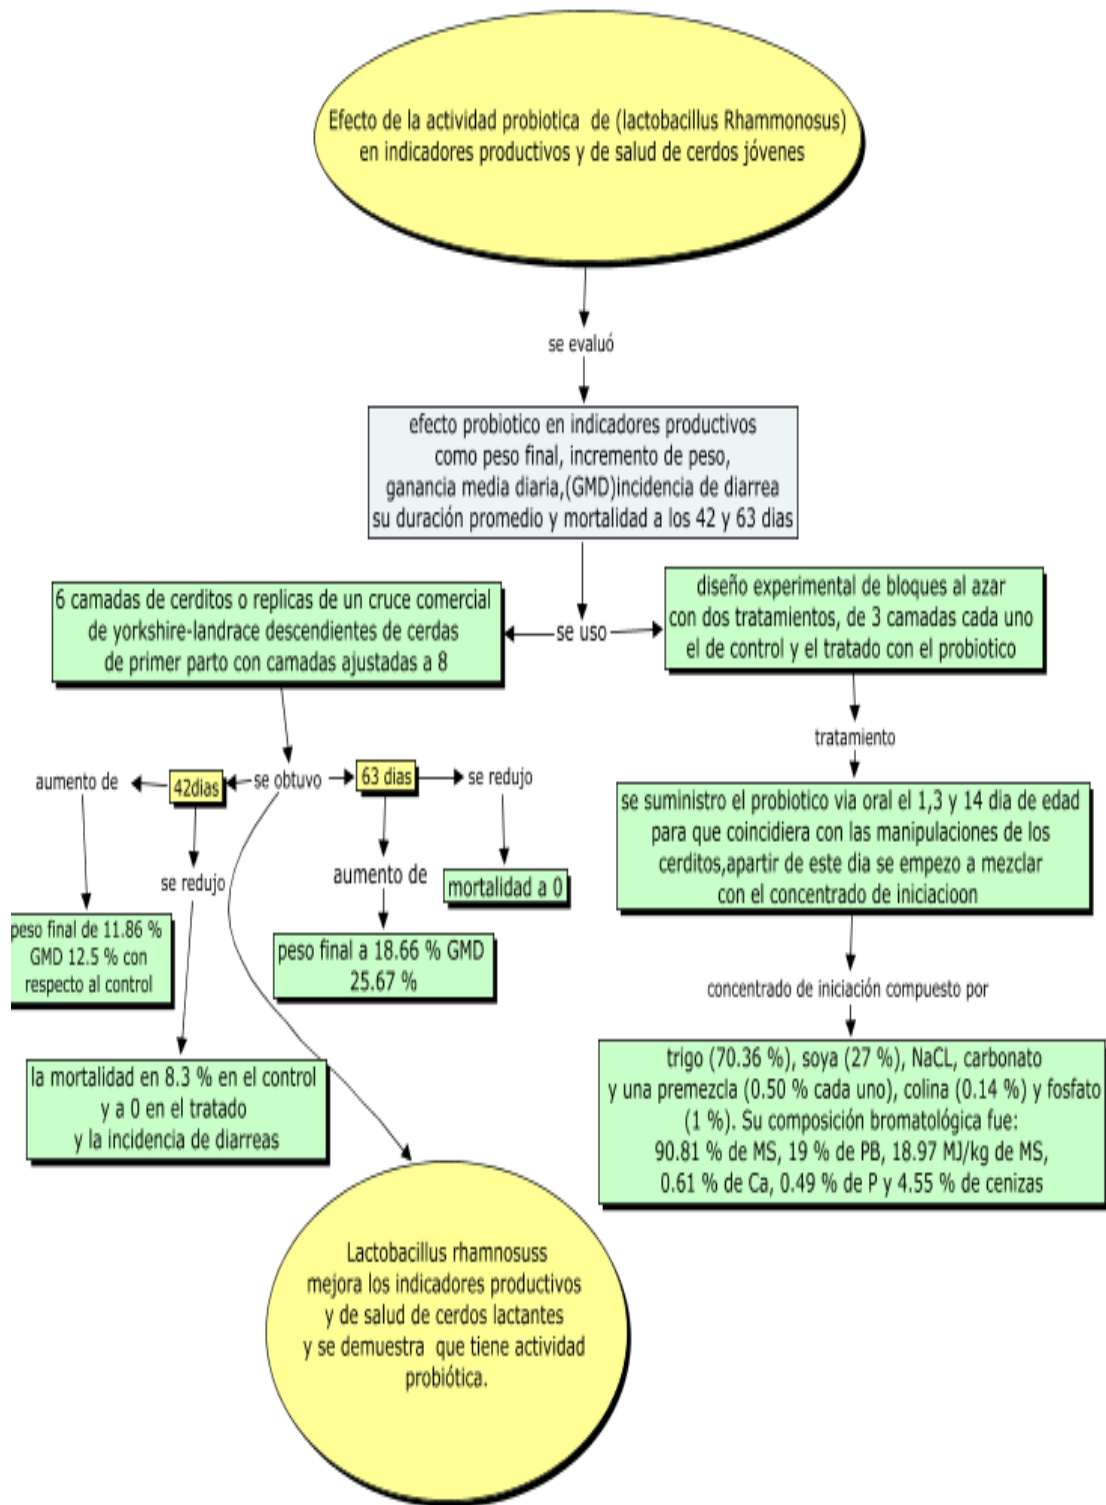 Efecto de la actividad probiotica de (lactobacillus Rhammonosus)
en indicadores productivos y de salud de cerdos jóvenes
se evaluó
efecto probiotico en indicadores productivos
como peso final, incremento de peso,
ganancia media diaria,(GMD)incidencia de diarrea
su duración promedio y mortalidad a los 42 y 63 dias
se uso
6 camadas de cerditos o replicas de un cruce comercial
de yorkshire-landrace descendientes de cerdas
de primer parto con camadas ajustadas a 8
diseño experimental de bloques al azar
con dos tratamientos, de 3 camadas cada uno
el de control y el tratado con el probiotico
se obtuvo
42dias
aumento de
peso final de 11.86 %
GMD 12.5 % con
respecto al control
se redujo
la mortalidad en 8.3 % en el control
y a 0 en el tratado
y la incidencia de diarreas
63 dias
aumento de
peso final a 18.66 % GMD
25.67 %
se redujo
mortalidad a 0
tratamiento
se suministro el probiotico via oral el 1,3 y 14 dia de edad
para que coincidiera con las manipulaciones de los
cerditos,apartir de este dia se empezo a mezclar
con el concentrado de iniciacioon
concentrado de iniciación compuesto por
trigo (70.36 %), soya (27 %), NaCL, carbonato
y una premezcla (0.50 % cada uno), colina (0.14 %) y fosfato
(1 %). Su composición bromatológica fue:
90.81 % de MS, 19 % de PB, 18.97 MJ/kg de MS,
0.61 % de Ca, 0.49 % de P y 4.55 % de cenizas
Lactobacillus rhamnosuss
mejora los indicadores productivos
y de salud de cerdos lactantes
y se demuestra que tiene actividad
probiótica.